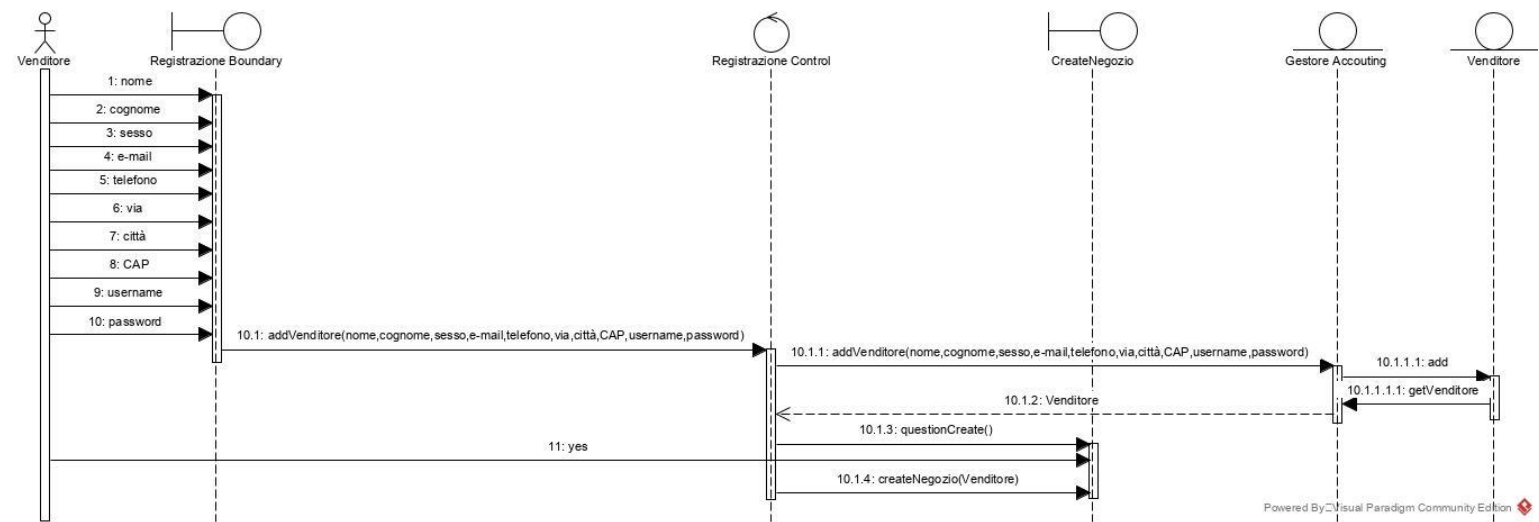 Venditore
Registrazione Boundary
Registrazione Control
CreateNegozio
Gestore Accouting
Venditore
1: nome
2: cognome
3: sesso
4: e-mail
5: telefono
6: via
7: città
8: CAP
9: username
10: password
10.1: addVenditore(nome,cognome,sesso,e-mail,telefono,via,città,CAP,username,password)
10.1.1: addVenditore(nome,cognome,sesso,e-mail,telefono,via,città,CAP,username,password)
10.1.1.1: add
10.1.1.1.1: getVenditore
10.1.2: Venditore
10.1.3: questionCreate()
11: yes
10.1.4: createNegozio(Venditore)
Powered By Visual Paradigm Community Edition